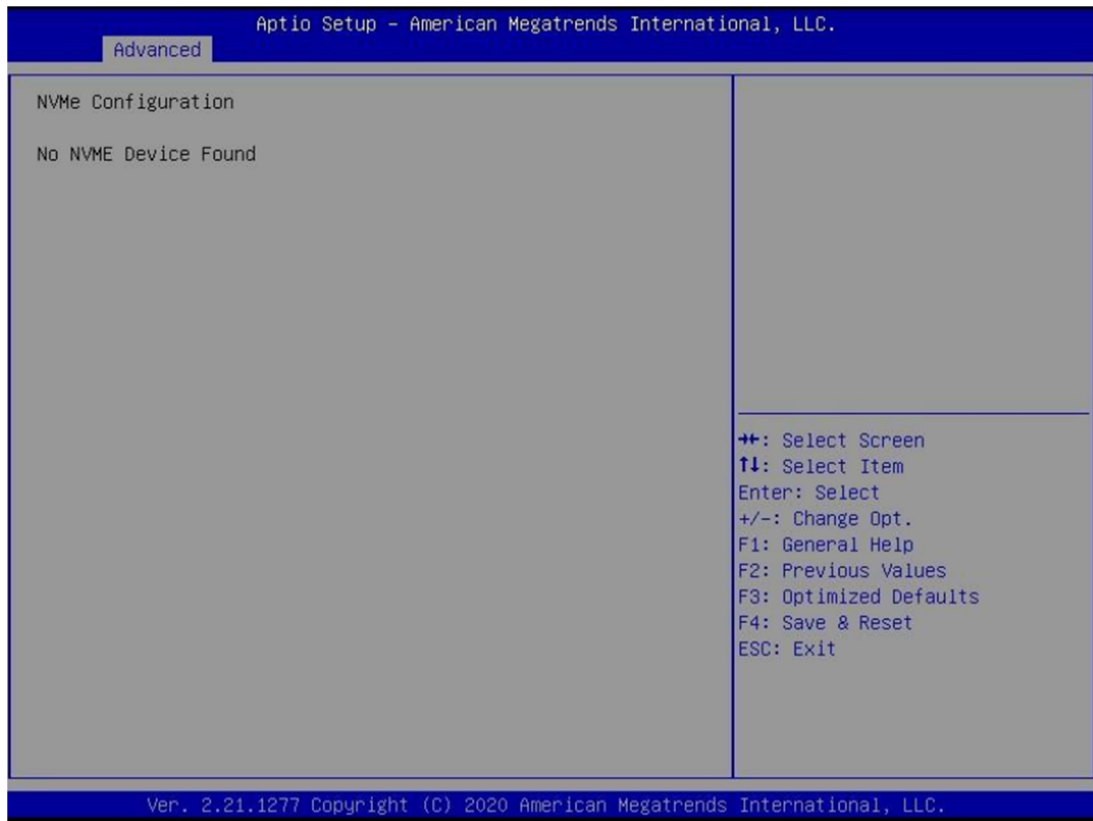 Aptio Setup – American Megatrends International, LLC.
Advanced
NVMe Configuration
No NVME Device Found
→←: Select Screen
↑↓: Select Item
Enter: Select
+/-: Change Opt.
F1: General Help
F2: Previous Values
F3: Optimized Defaults
F4: Save & Reset
ESC: Exit
Ver. 2.21.1277 Copyright (C) 2020 American Megatrends International, LLC.